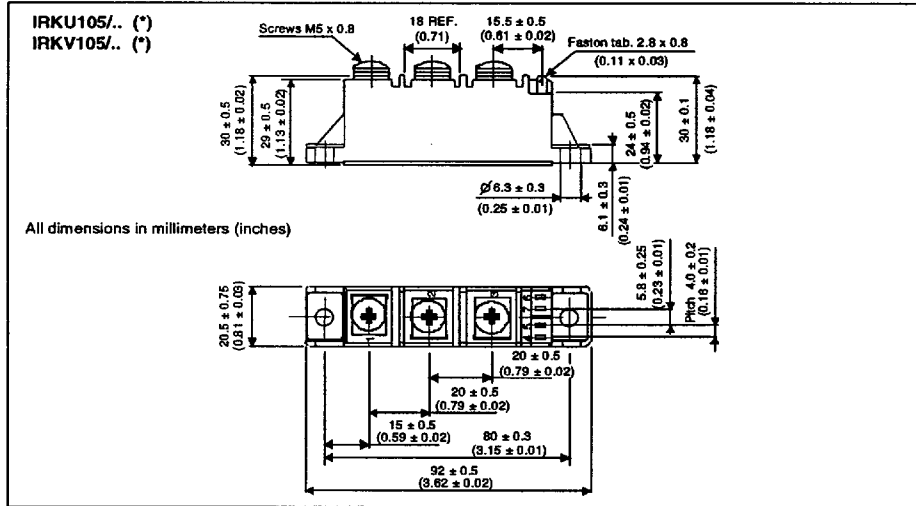 IRKU105/.. (*)
IRKV105/.. (*)
Screws M5 x 0.8
18 REF.
(0.71)
15.5 ± 0.5
(0.61 ± 0.02)
Faston tab. 2.8 x 0.8
(0.11 x 0.03)
30 ± 0.5
(1.18 ± 0.02)
29 ± 0.5
(1.13 ± 0.02)
24 ± 0.5
(0.94 ± 0.02)
30 ± 0.1
(1.18 ± 0.04)
Ø 6.3 ± 0.3
(0.25 ± 0.01)
6.1 ± 0.3
(0.24 ± 0.01)
All dimensions in millimeters (inches)
5.8 ± 0.25
(0.23 ± 0.01)
Pitch 4.0 ± 0.2
(0.16 ± 0.01)
20.5 ± 0.75
(0.81 ± 0.03)
1
2
3
20 ± 0.5
(0.79 ± 0.02)
20 ± 0.5
(0.79 ± 0.02)
15 ± 0.5
(0.59 ± 0.02)
80 ± 0.3
(3.15 ± 0.01)
92 ± 0.5
(3.62 ± 0.02)